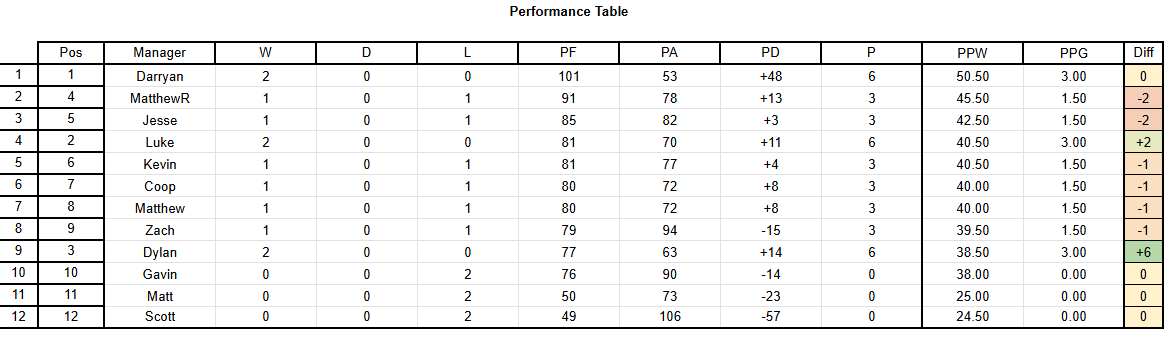 Performance Table
Pos Manager W D L PF PA PD P PPW PPG Diff
1 1 Darryan 2 0 0 101 53 +48 6 50.50 3.00 0
2 4 MatthewR 1 0 1 91 78 +13 3 45.50 1.50 -2
3 5 Jesse 1 0 1 85 82 +3 3 42.50 1.50 -2
4 2 Luke 2 0 0 81 70 +11 6 40.50 3.00 +2
5 6 Kevin 1 0 1 81 77 +4 3 40.50 1.50 -1
6 7 Coop 1 0 1 80 72 +8 3 40.00 1.50 -1
7 8 Matthew 1 0 1 80 72 +8 3 40.00 1.50 -1
8 9 Zach 1 0 1 79 94 -15 3 39.50 1.50 -1
9 3 Dylan 2 0 0 77 63 +14 6 38.50 3.00 +6
10 10 Gavin 0 0 2 76 90 -14 0 38.00 0.00 0
11 11 Matt 0 0 2 50 73 -23 0 25.00 0.00 0
12 12 Scott 0 0 2 49 106 -57 0 24.50 0.00 0